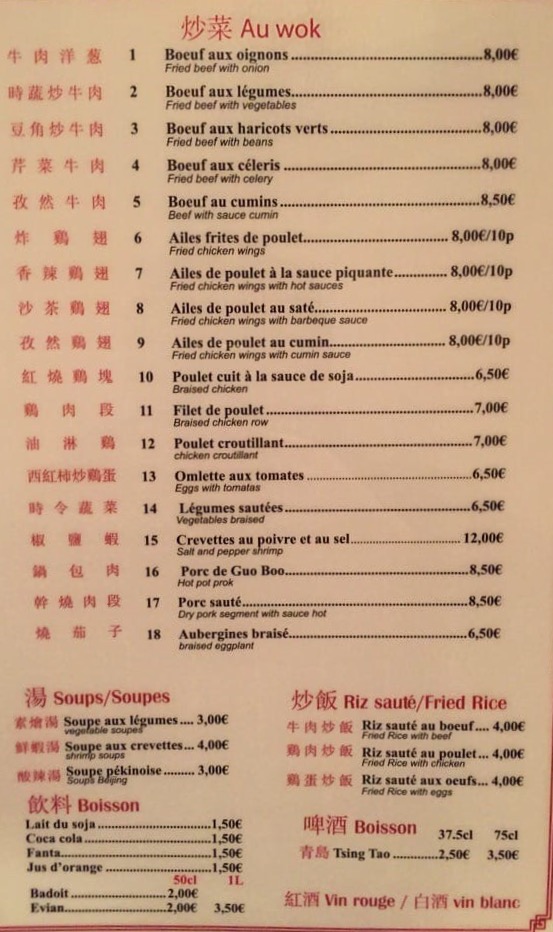 炒菜 Au wok
牛肉洋葱 1 Boeuf aux oignons ........ 8,00€
Fried beef with onion
時蔬炒牛肉 2 Boeuf aux légumes ........ 8,00€
Fried beef with vegetables
豆角炒牛肉 3 Boeuf aux haricots verts ........ 8,00€
Fried beef with beans
芹菜牛肉 4 Boeuf aux céleris ........ 8,00€
Fried beef with celery
孜然牛肉 5 Boeuf au cumins ........ 8,50€
Beef with sauce cumin
炸鷄翅 6 Ailes frites de poulet ........ 8,00€/10p
Fried chicken wings
香辣鷄翅 7 Ailes de poulet à la sauce piquante ........ 8,00€/10p
Fried chicken wings with hot sauces
沙茶鷄翅 8 Ailes de poulet au saté ........ 8,00€/10p
Fried chicken wings with barbeque sauce
孜然鷄翅 9 Ailes de poulet au cumin ........ 8,00€/10p
Fried chicken wings with cumin sauce
紅燒鷄塊 10 Poulet cuit à la sauce de soja ........ 6,50€
Braised chicken
鷄肉段 11 Filet de poulet ........ 7,00€
Braised chicken row
油淋鷄 12 Poulet croutillant ........ 7,00€
chicken croutillant
西紅柿炒鷄蛋 13 Omlette aux tomates ........ 6,50€
Eggs with tomatas
時令蔬菜 14 Légumes sautées ........ 6,50€
Vegetables braised
椒鹽蝦 15 Crevettes au poivre et au sel ........ 12,00€
Salt and pepper shrimp
鍋包肉 16 Porc de Guo Boo ........ 8,50€
Hot pot prok
幹燒肉段 17 Porc sauté ........ 8,50€
Dry pork segment with sauce hot
燒茄子 18 Aubergines braisé ........ 6,50€
braised eggplant
湯 Soups/Soupes
素燴湯 Soupe aux légumes .... 3,00€
vegetable soupes
鮮蝦湯 Soupe aux crevettes... 4,00€
shrimp soups
酸辣湯 Soupe pékinoise ......... 3,00€
Soups Beijing
飲料 Boisson
Lait du soja ........ 1,50€
Coca cola ........ 1,50€
Fanta ........ 1,50€
Jus d'orange ........ 1,50€
50cl 1L
Badoit ........ 2,00€
Evian ........ 2,00€ 3,50€
炒飯 Riz sauté/Fried Rice
牛肉炒飯 Riz sauté au boeuf.... 4,00€
Fried Rice with beef
鷄肉炒飯 Riz sauté au poulet ... 4,00€
Fried Rice with chicken
鷄蛋炒飯 Riz sauté aux oeufs... 4,00€
Fried Rice with eggs
啤酒 Boisson 37.5cl 75cl
青島 Tsing Tao ........ 2,50€ 3,50€
紅酒 Vin rouge / 白酒 vin blanc